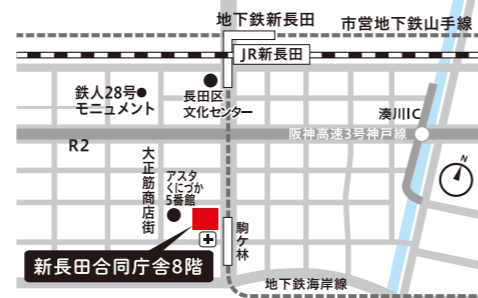 地下鉄新長田
市営地下鉄山手線
JR新長田
鉄人28号
モニュメント
長田区
文化センター
湊川IC
阪神高速3号神戸線
R2
N
大正筋商店街
アスタ
くにづか
5番館
駒ケ林
新長田合同庁舎8階
地下鉄海岸線